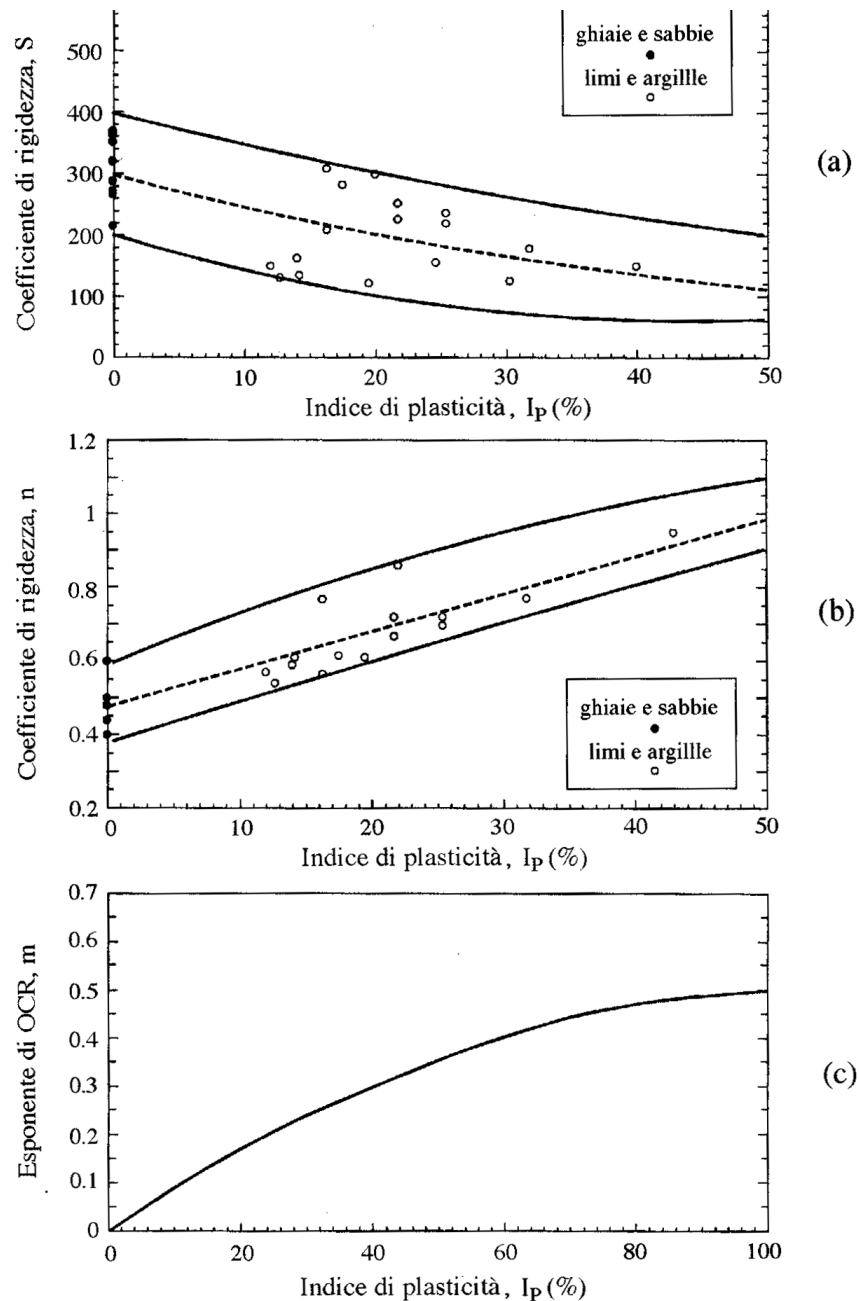 ghiaie e sabbie
limi e argillle
500
400
300
200
100
0
Coefficiente di rigidezza, S
0 10 20 30 40 50
Indice di plasticità, IP (%)
(a)
1.2
1
0.8
0.6
0.4
0.2
Coefficiente di rigidezza, n
ghiaie e sabbie
limi e argillle
0 10 20 30 40 50
Indice di plasticità, IP (%)
(b)
0.7
0.6
0.5
0.4
0.3
0.2
0.1
0
Esponente di OCR, m
0 20 40 60 80 100
Indice di plasticità, IP (%)
(c)